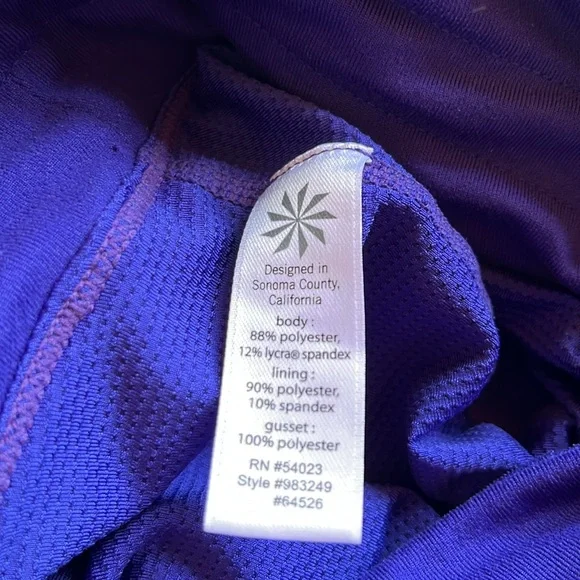 Designed in
Sonoma County,
California
body :
88% polyester,
12% lycra® spandex
lining :
90% polyester,
10% spandex
gusset :
100% polyester
RN #54023
Style #983249
#64526